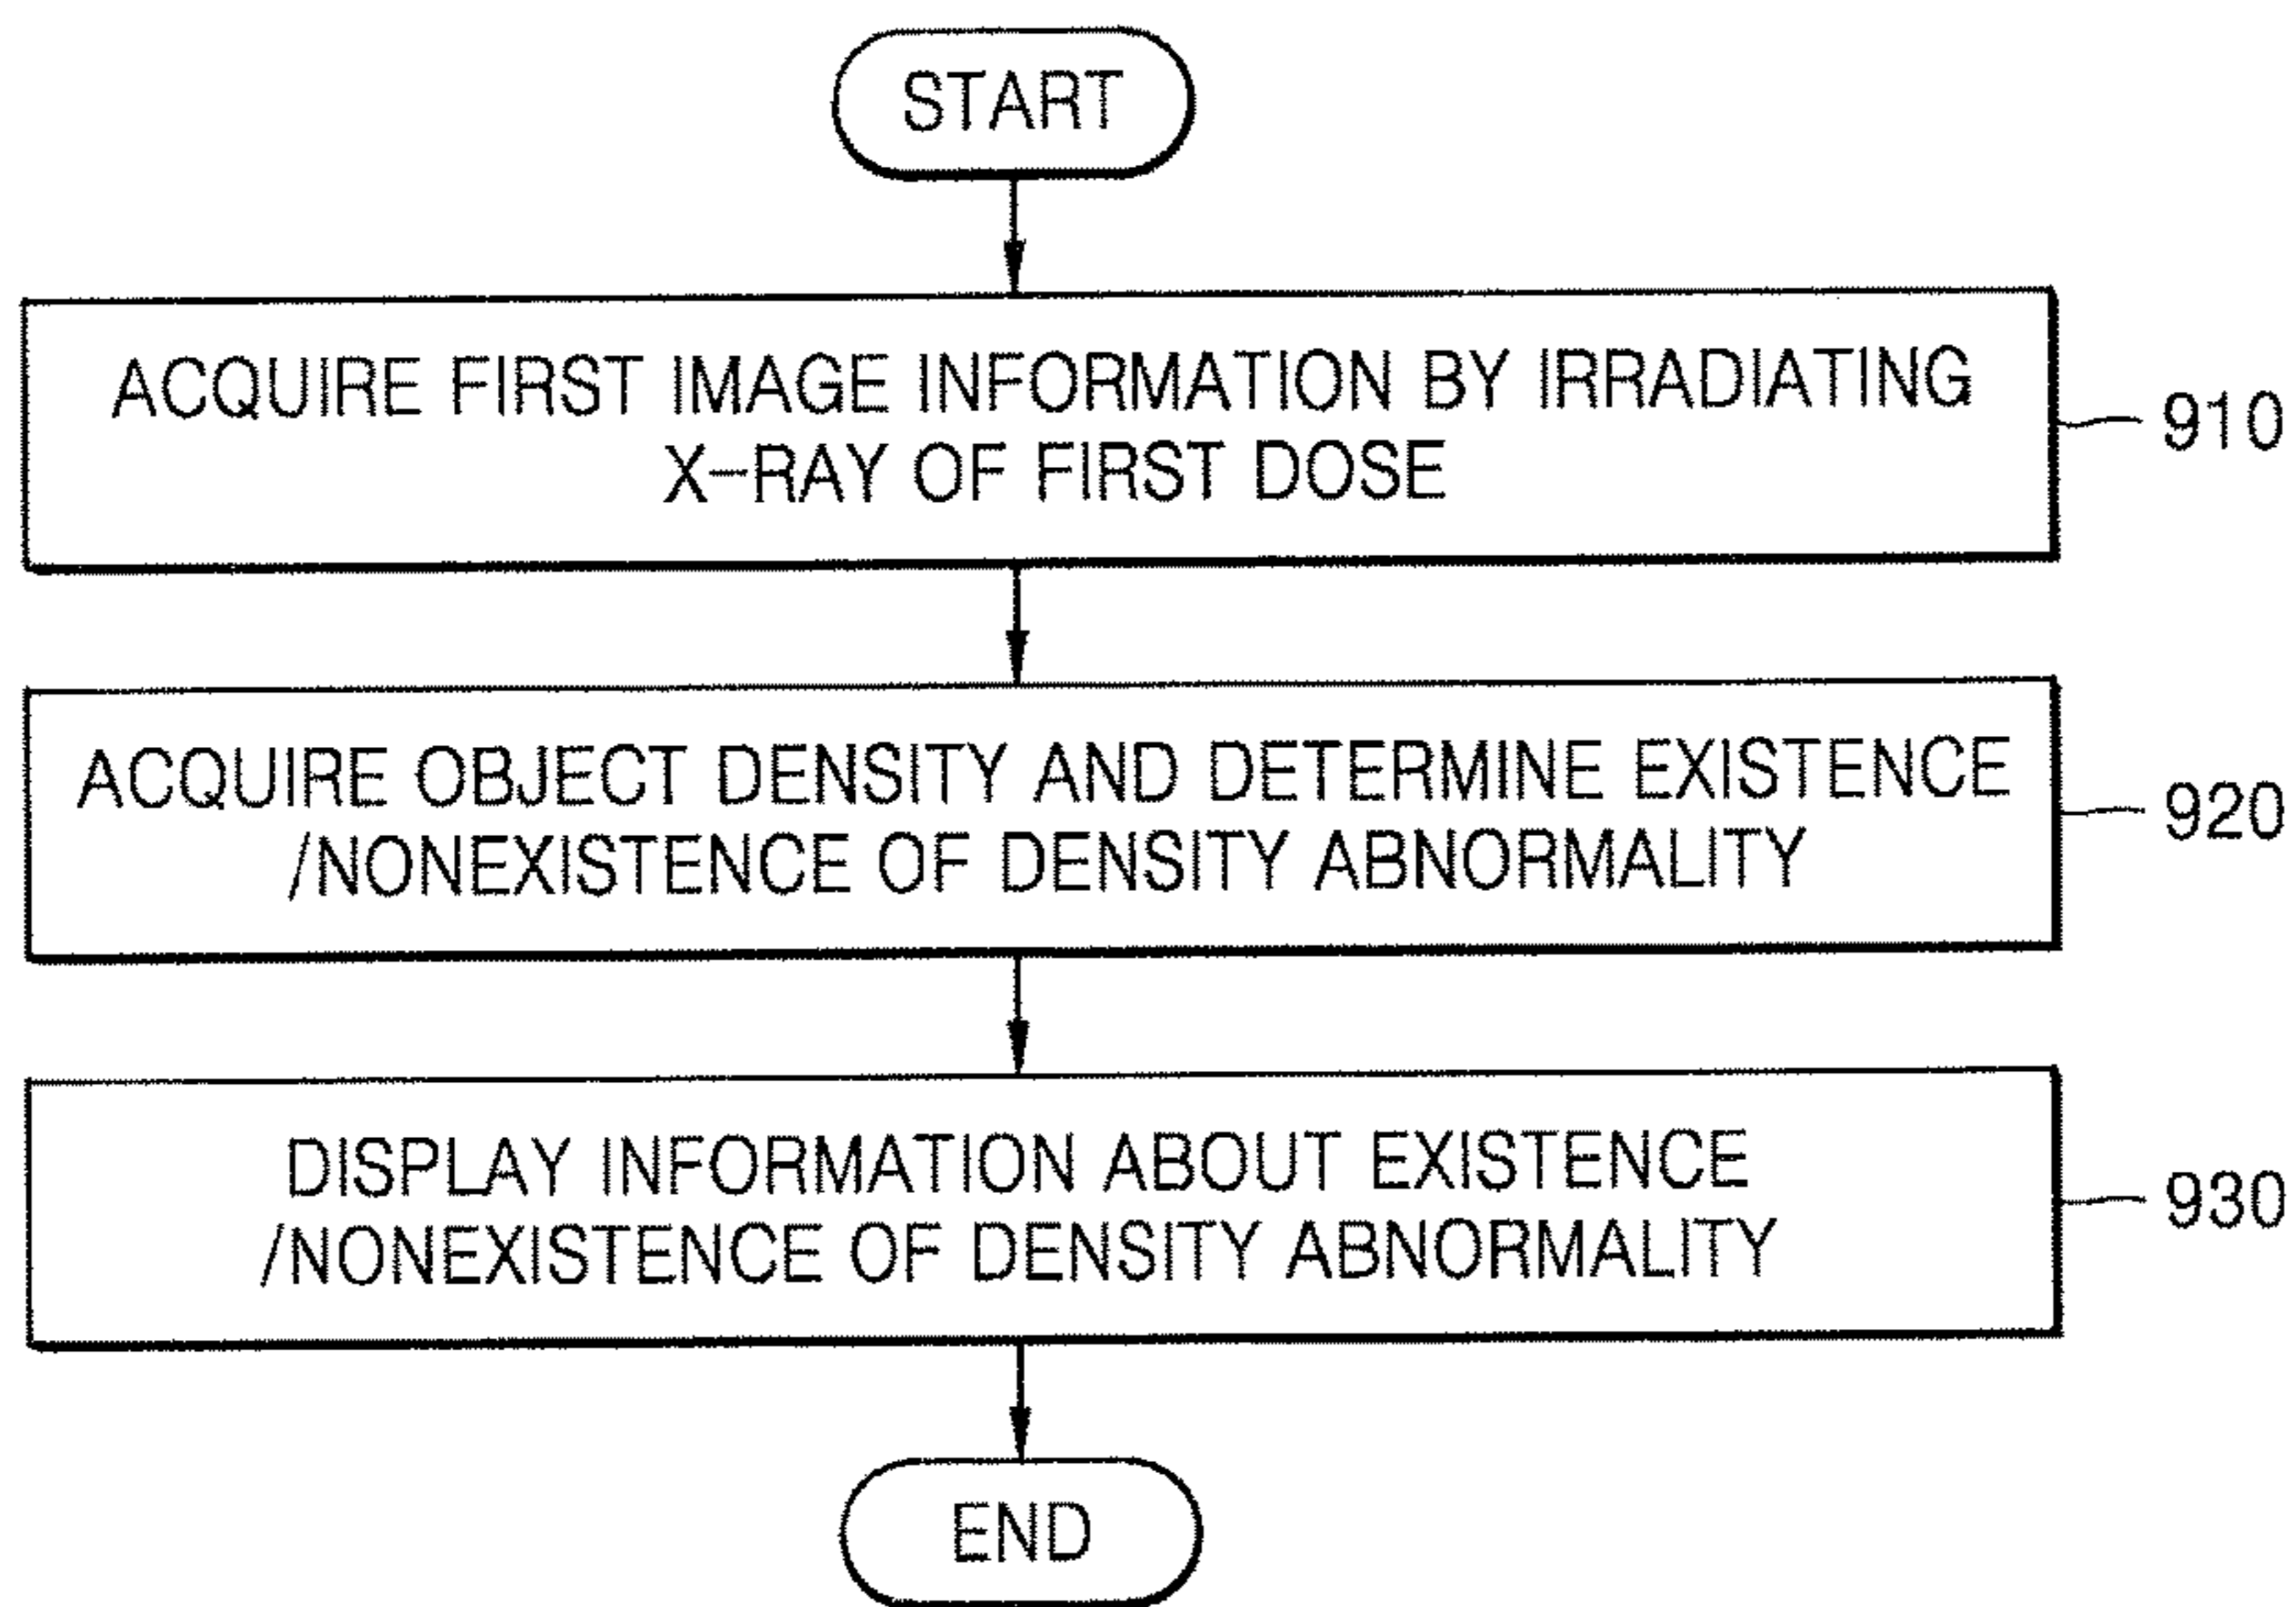 START
ACQUIRE FIRST IMAGE INFORMATION BY IRRADIATING
X-RAY OF FIRST DOSE
910
ACQUIRE OBJECT DENSITY AND DETERMINE EXISTENCE
/NONEXISTENCE OF DENSITY ABNORMALITY
920
DISPLAY INFORMATION ABOUT EXISTENCE
/NONEXISTENCE OF DENSITY ABNORMALITY
930
END